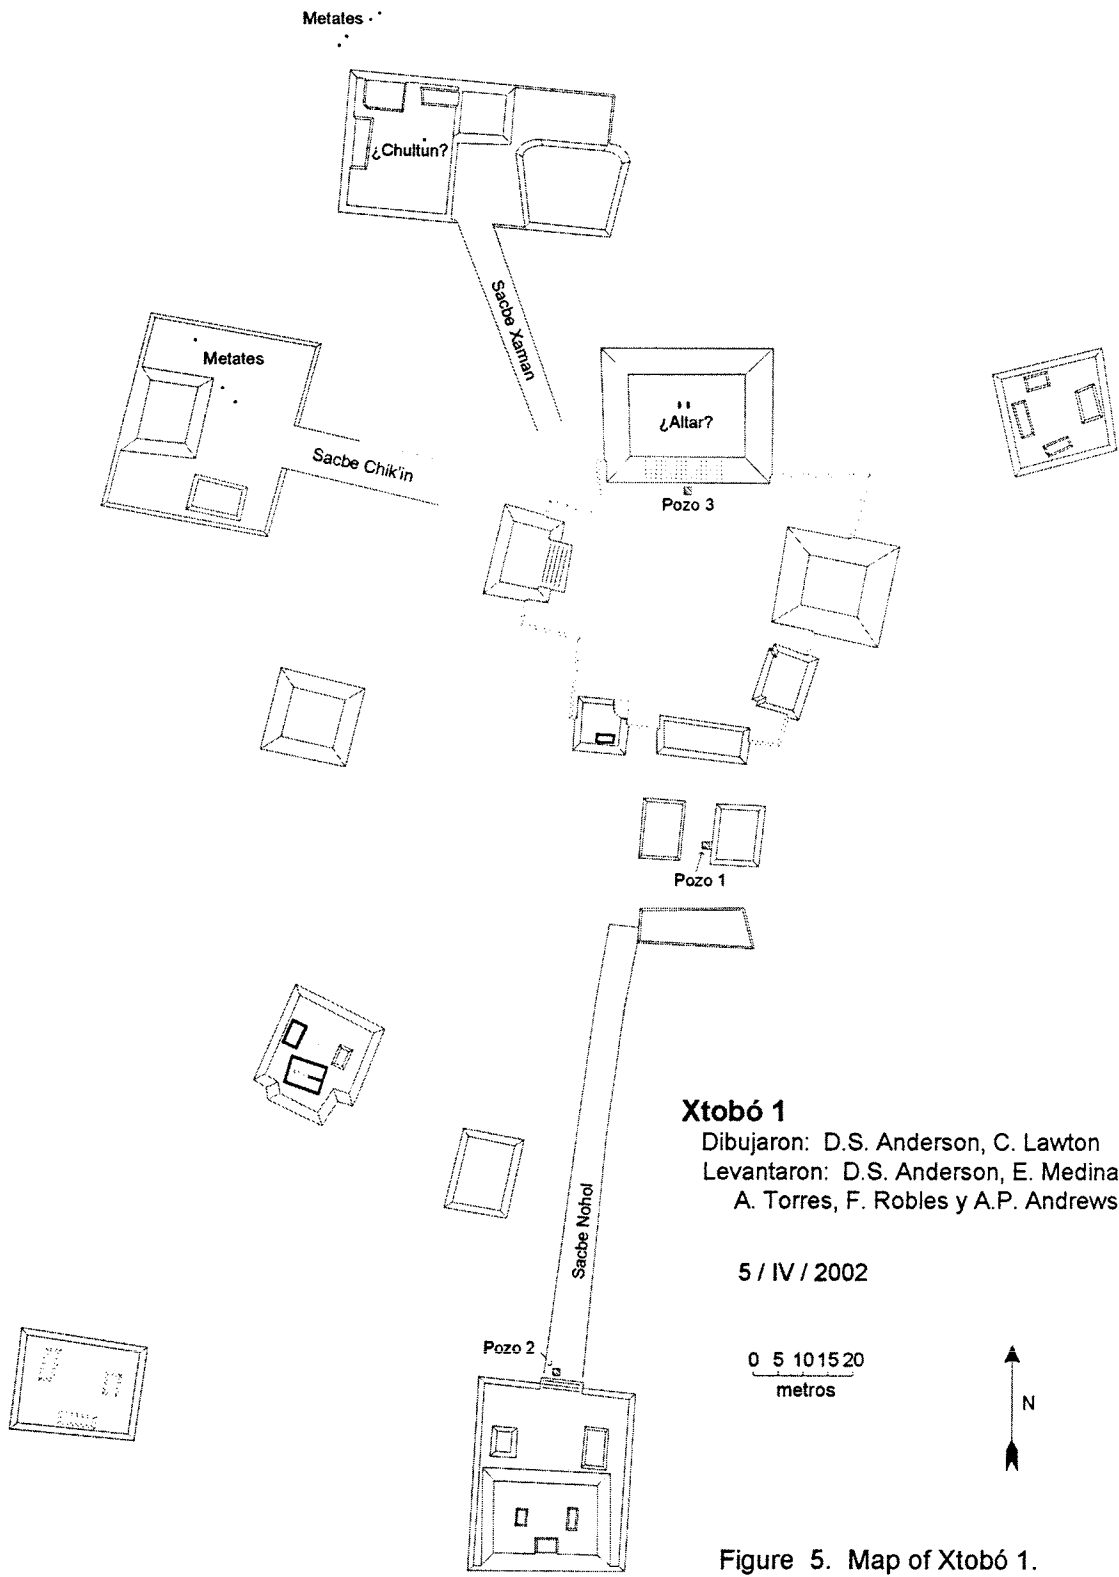 Metates
¿Chultun?
Sacbe Xaman
Metates
¿Altar?
Sacbe Chik'in
Pozo 3
Pozo 1
Xtobó 1
Dibujaron: D.S. Anderson, C. Lawton
Levantaron: D.S. Anderson, E. Medina
A. Torres, F. Robles y A.P. Andrews
Sacbe Nohol
5 / IV / 2002
Pozo 2
0 5 10 15 20
metros
N
Figure 5. Map of Xtobó 1.